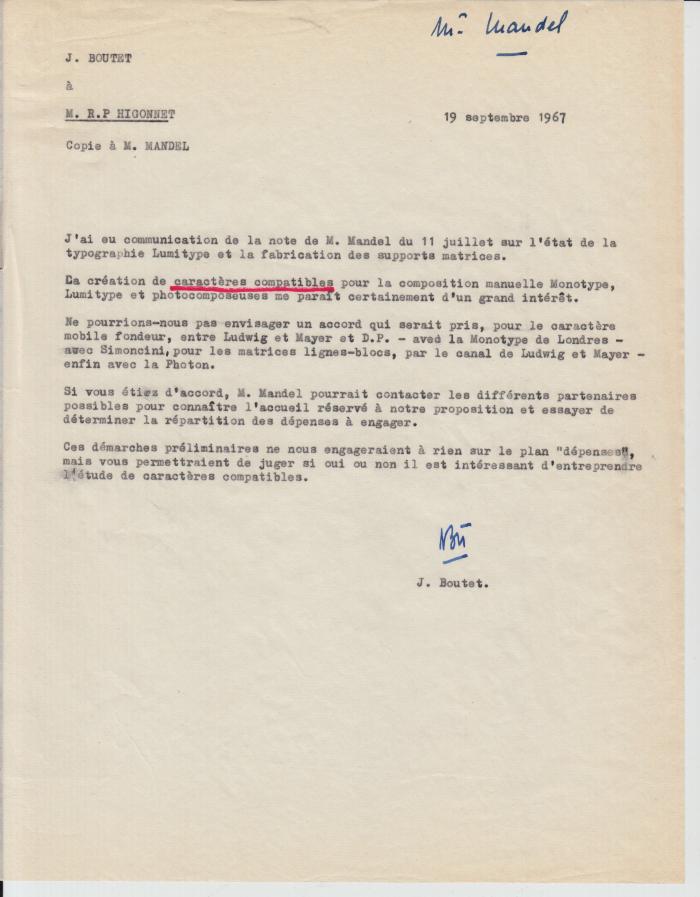 Mr. Mandel
J. BOUTET
à
M. R.P HIGONNET
19 septembre 1967
Copie à M. MANDEL
J'ai eu communication de la note de M. Mandel du 11 juillet sur l'état de la
typographie Lumitype et la fabrication des supports matrices.
La création de caractères compatibles pour la composition manuelle Monotype,
Lumitype et photocomposeuses me paraît certainement d'un grand intérêt.
Ne pourrions-nous pas envisager un accord qui serait pris, pour le caractère
mobile fondeur, entre Ludwig et Mayer et D.P. - avec la Monotype de Londres -
avec Simoncini, pour les matrices lignes-blocs, par le canal de Ludwig et Mayer -
enfin avec la Photon.
Si vous étiez d'accord, M. Mandel pourrait contacter les différents partenaires
possibles pour connaître l'accueil réservé à notre proposition et essayer de
déterminer la répartition des dépenses à engager.
Ces démarches préliminaires ne nous engageraient à rien sur le plan "dépenses",
mais vous permettraient de juger si oui ou non il est intéressant d'entreprendre
l'étude de caractères compatibles.
J. Boutet.